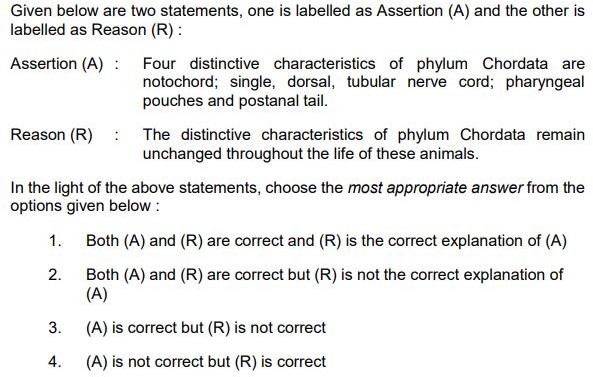 Given below are two statements, one is labelled as Assertion (A) and the other is
labelled as Reason (R) :
Assertion (A) : Four distinctive characteristics of phylum Chordata are
notochord; single, dorsal, tubular nerve cord; pharyngeal
pouches and postanal tail.
Reason (R) : The distinctive characteristics of phylum Chordata remain
unchanged throughout the life of these animals.
In the light of the above statements, choose the most appropriate answer from the
options given below :
1. Both (A) and (R) are correct and (R) is the correct explanation of (A)
2. Both (A) and (R) are correct but (R) is not the correct explanation of
(A)
3. (A) is correct but (R) is not correct
4. (A) is not correct but (R) is correct